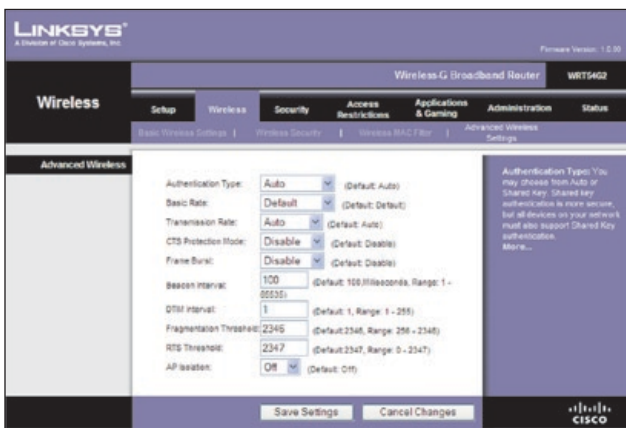 LINKSYS®
A Division of Cisco Systems, Inc.
Firmware Version: 1.0.00
Wireless-G Broadband Router WRT54G2
Wireless
Setup Wireless Security Access Restrictions Applications & Gaming Administration Status
Basic Wireless Settings | Wireless Security | Wireless MAC Filter | Advanced Wireless Settings
Advanced Wireless
Authentication Type: Auto (Default: Auto)
Basic Rate: Default (Default: Default)
Transmission Rate: Auto (Default: Auto)
CTS Protection Mode: Disable (Default: Disable)
Frame Burst: Disable (Default: Disable)
Beacon Interval: 100 (Default: 100, Milliseconds, Range: 1 -
65535)
DTIM Interval: 1 (Default: 1, Range: 1 - 255)
Fragmentation Threshold: 2346 (Default:2346, Range: 256 - 2346)
RTS Threshold: 2347 (Default:2347, Range: 0 - 2347)
AP Isolation: Off (Default: Off)
Authentication Type: You
may choose from Auto or
Shared Key. Shared key
authentication is more secure,
but all devices on your network
must also support Shared Key
authentication.
More...
Save Settings Cancel Changes
CISCO